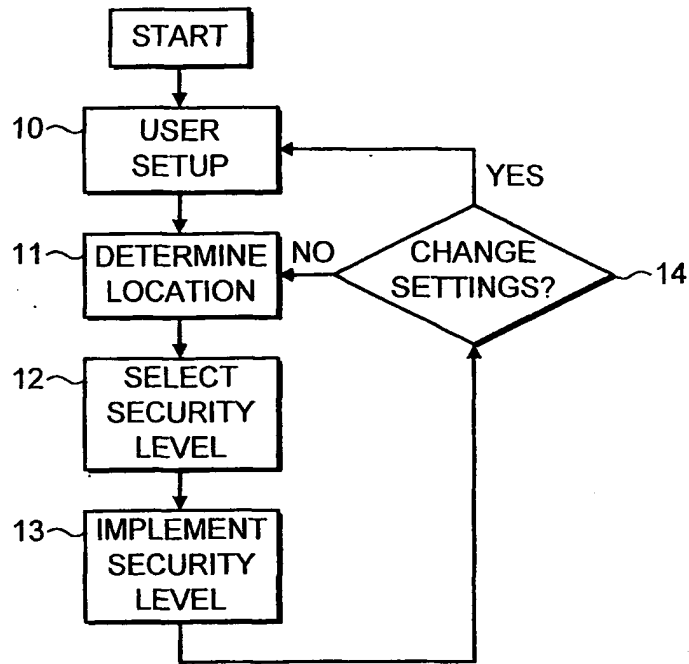 START
10
USER
SETUP
YES
11
DETERMINE
LOCATION
NO
CHANGE
SETTINGS?
14
12
SELECT
SECURITY
LEVEL
13
IMPLEMENT
SECURITY
LEVEL